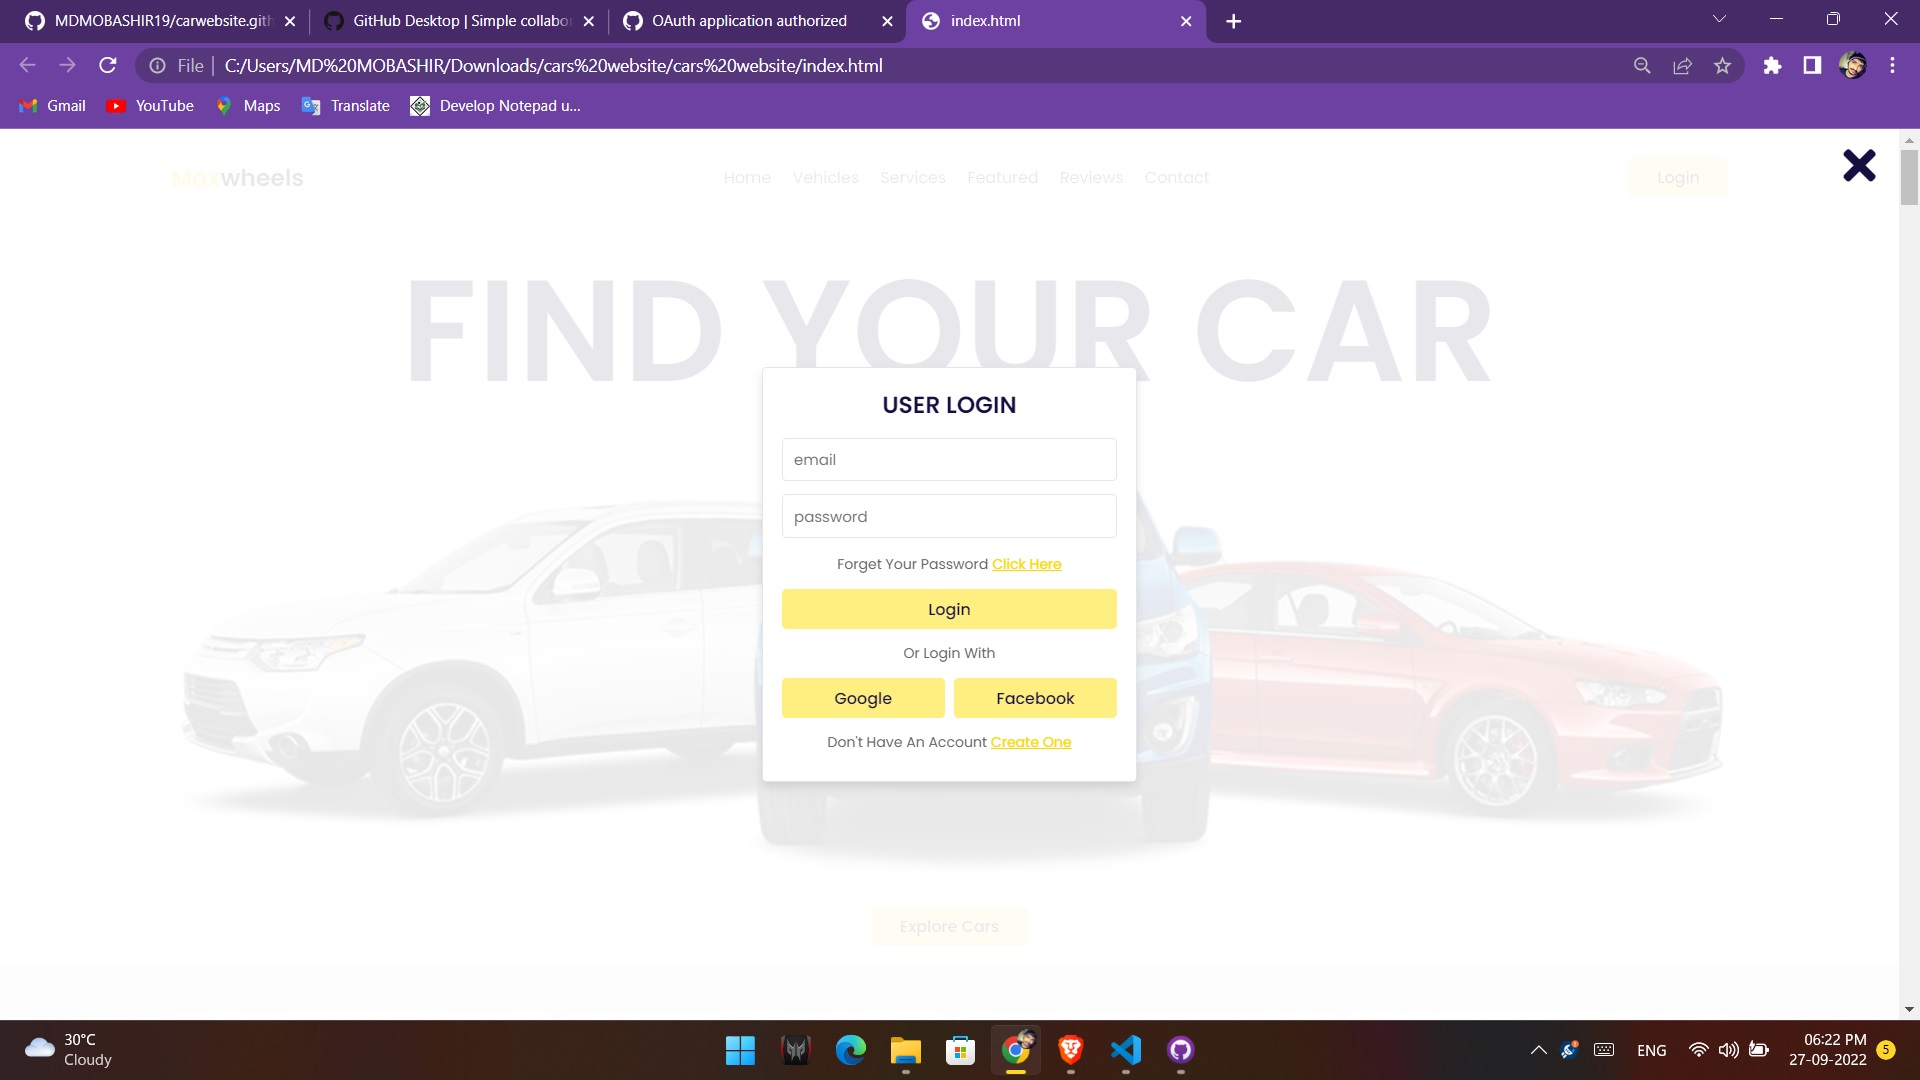 MDMOBASHIR19/carwebsite.gith
GitHub Desktop | Simple collabor
OAuth application authorized
index.html
File | C:/Users/MD%20MOBASHIR/Downloads/cars%20website/cars%20website/index.html
Gmail
YouTube
Maps
Translate
Develop Notepad u...
Maxwheels
Home
Vehicles
Services
Featured
Reviews
Contact
Login
FIND YOUR CAR
USER LOGIN
email
password
Forget Your Password Click Here
Login
Or Login With
Google
Facebook
Don't Have An Account Create One
Explore Cars
30°C
Cloudy
ENG
06:22 PM
27-09-2022
5